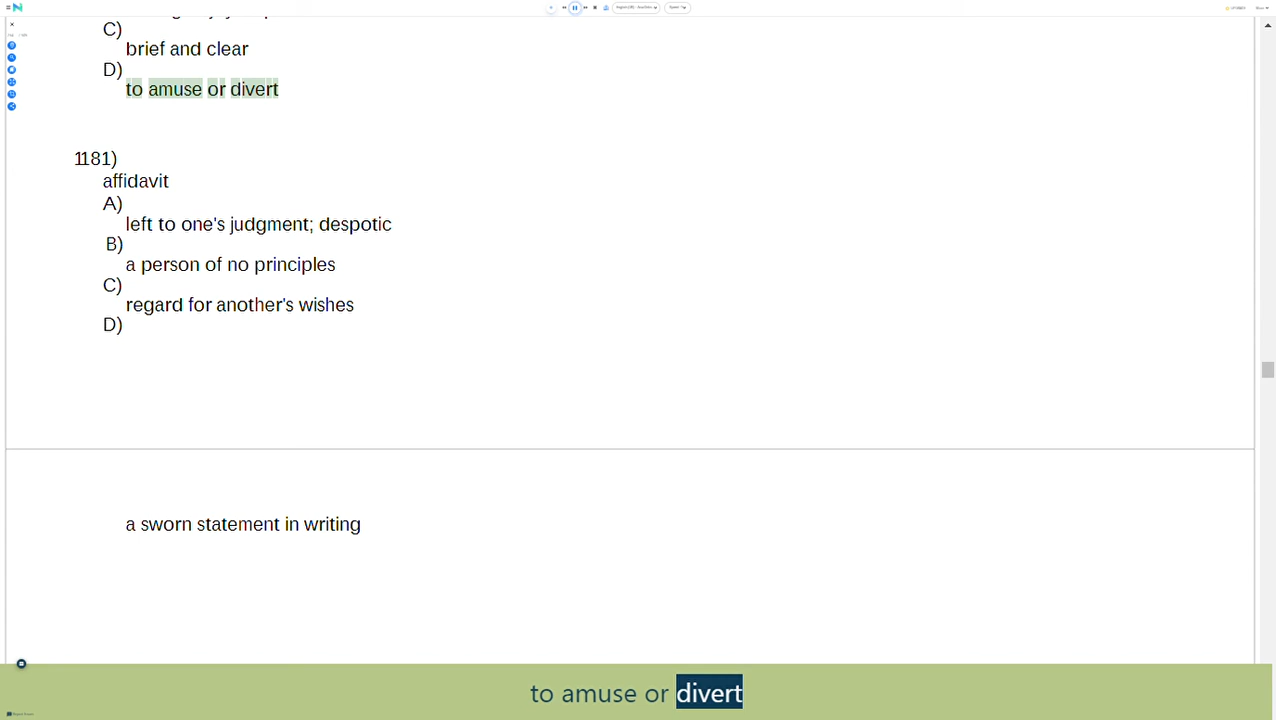 C)
brief and clear
D)
to amuse or divert
1181)
affidavit
A)
left to one's judgment; despotic
B)
a person of no principles
C)
regard for another's wishes
D)
a sworn statement in writing
to amuse or divert